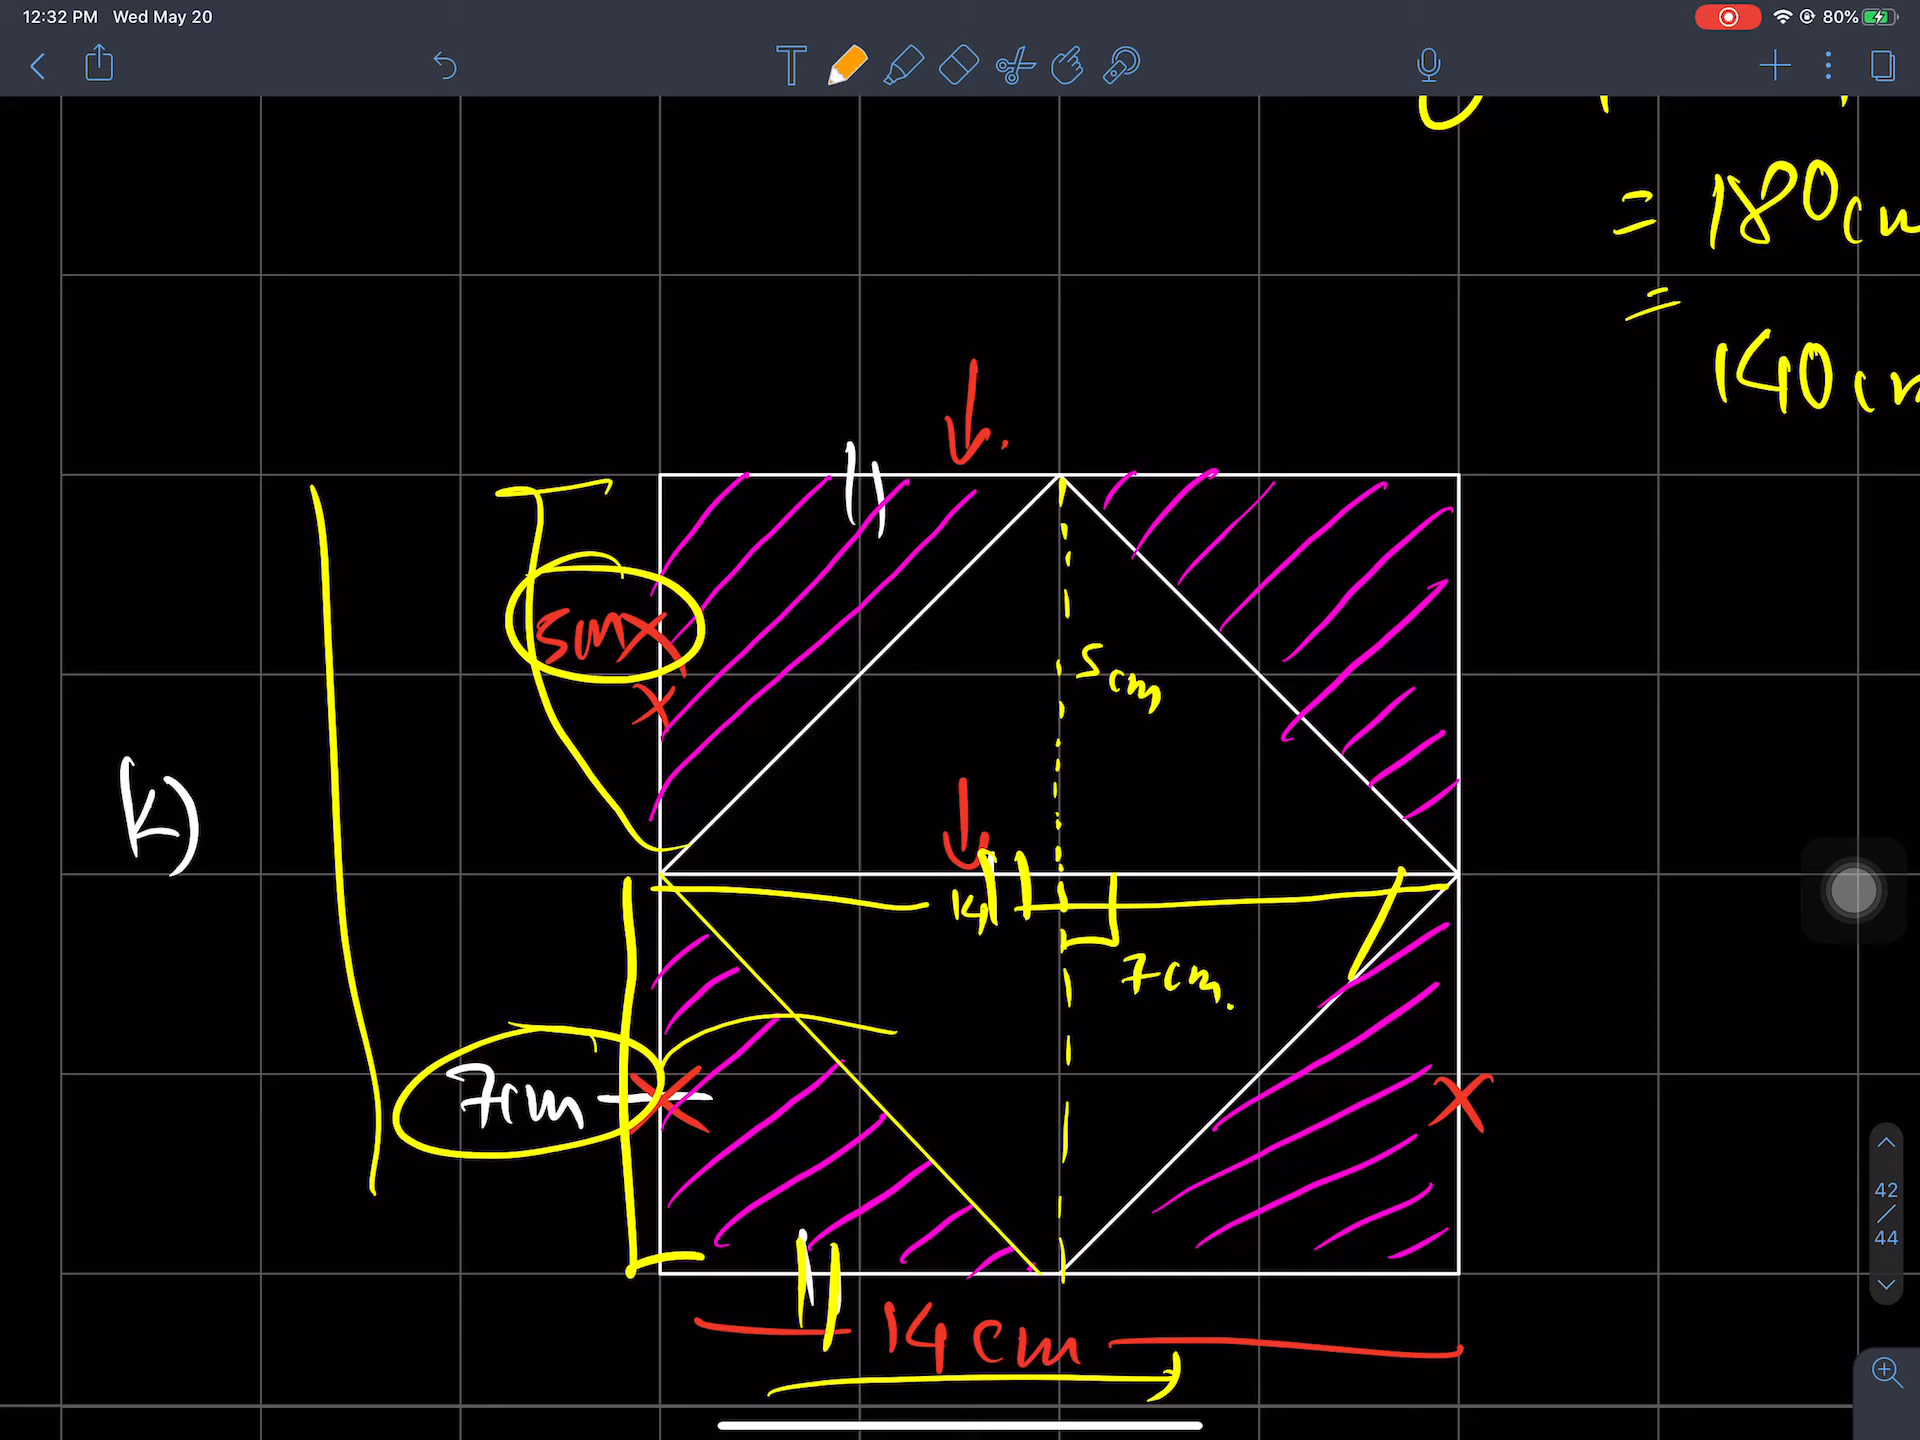 12:32 PM Wed May 20
80%
T
= 180cm
=
140cm
5cm
5cm
k)
14
7cm.
7cm
14cm
42
/
44